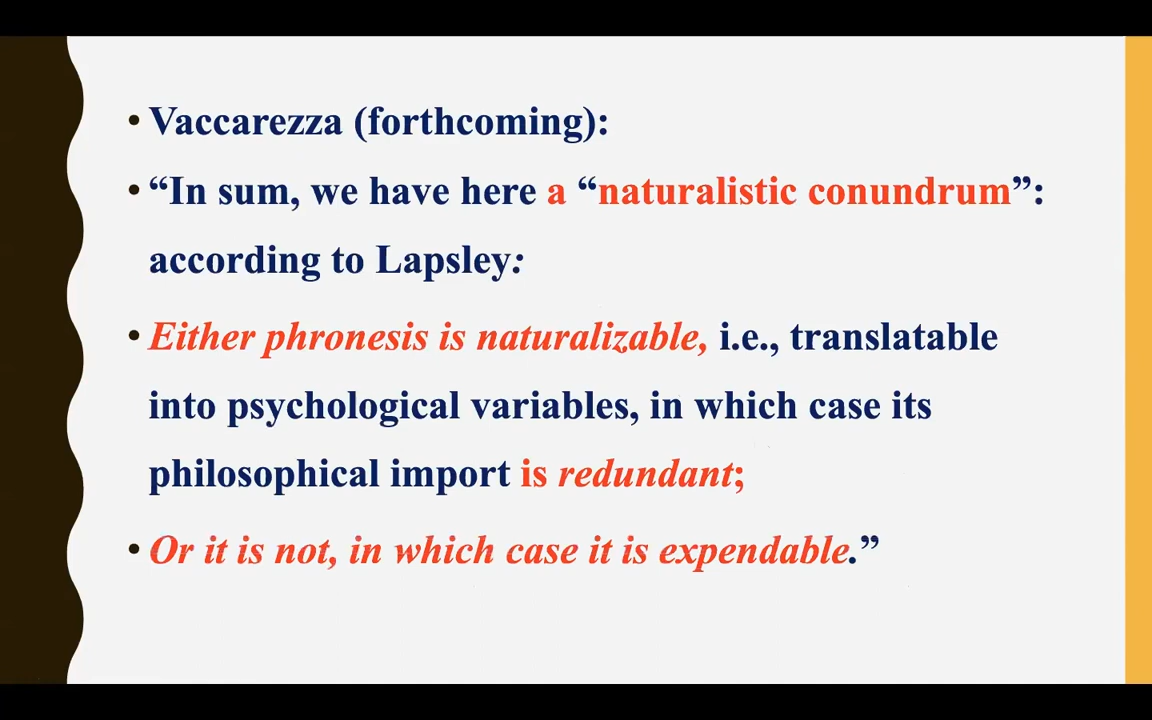 • Vaccarezza (forthcoming):
• “In sum, we have here a “naturalistic conundrum”:
according to Lapsley:
• Either phronesis is naturalizable, i.e., translatable
into psychological variables, in which case its
philosophical import is redundant;
• Or it is not, in which case it is expendable.”